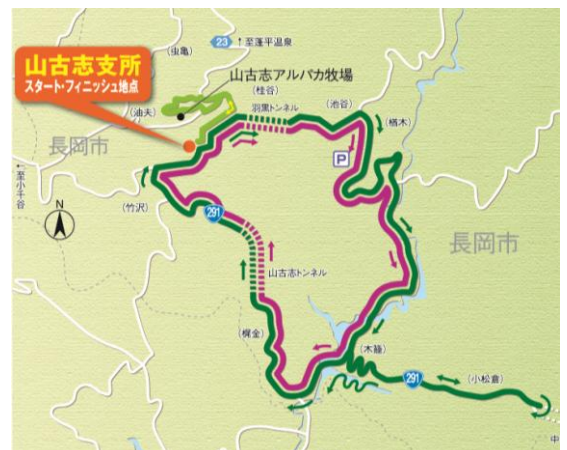 (虫亀)
23
↑至蓬平温泉
山古志支所
スタート・フィニッシュ地点
山古志アルパカ牧場
(桂谷)
(池谷)
(油夫)
羽黒トンネル
(楢木)
長岡市
P
至小千谷
N
(竹沢)
291
長岡市
山古志トンネル
(梶金)
(木籠)
291
(小松倉)
中